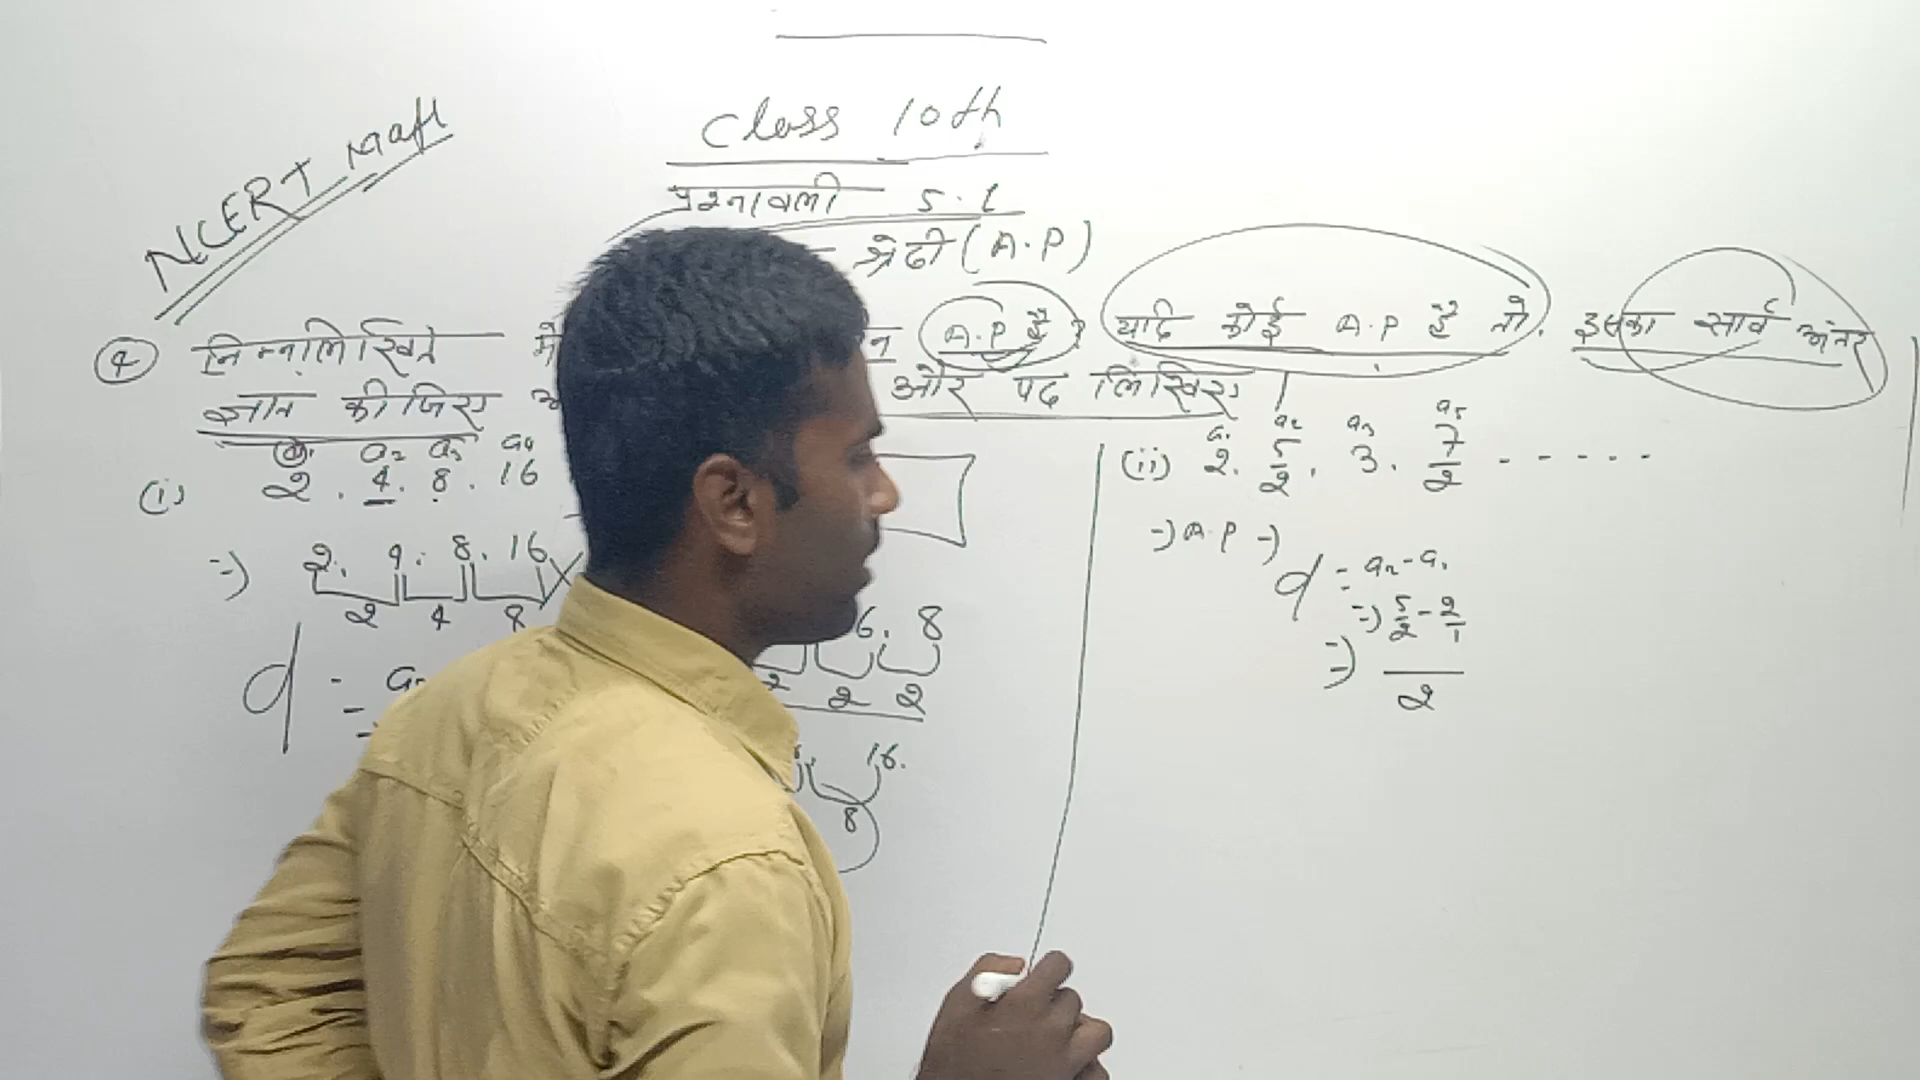 NCERT Math
Class 10th
प्रश्नावली 5.1
श्रेढी (A.P)
4 निम्नलिखित में A.P है? यदि कोई A.P है तो, इसका सार्व अंतर
ज्ञात कीजिए और पद लिखिए।
a₂ a₃ a₄
(i) 2, 4, 8, 16
=) 2, 4, 8, 16
2 4 8
d =
6, 8
2 2 2
16.
8
a₁ a₂ a₃
(ii) 2, 5/2, 3, 7/2 - - - - -
=) A.P =)
d = a₂ - a₁
=) 5/2 - 2/1
=) /2